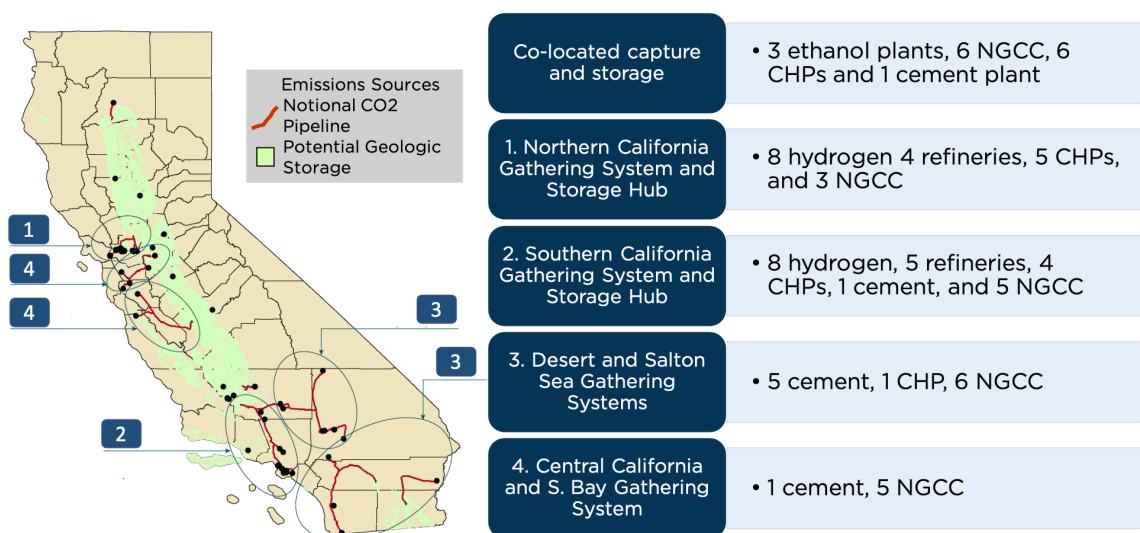 Emissions Sources
Notional CO2
Pipeline
Potential Geologic
Storage
1
4
4
3
3
2
Co-located capture
and storage
• 3 ethanol plants, 6 NGCC, 6
CHPs and 1 cement plant
1. Northern California
Gathering System and
Storage Hub
• 8 hydrogen 4 refineries, 5 CHPs,
and 3 NGCC
2. Southern California
Gathering System and
Storage Hub
• 8 hydrogen, 5 refineries, 4
CHPs, 1 cement, and 5 NGCC
3. Desert and Salton
Sea Gathering
Systems
• 5 cement, 1 CHP, 6 NGCC
4. Central California
and S. Bay Gathering
System
• 1 cement, 5 NGCC